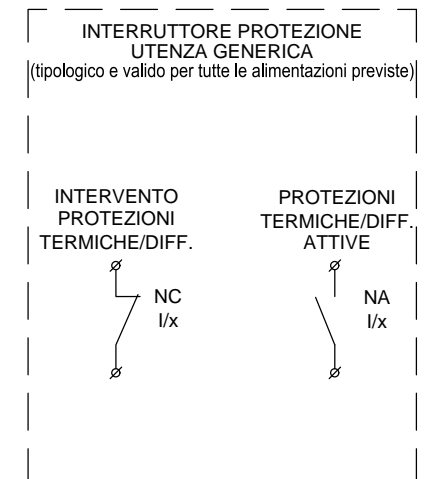 INTERRUTTORE PROTEZIONE
UTENZA GENERICA
(tipologico e valido per tutte le alimentazioni previste)
INTERVENTO
PROTEZIONI
TERMICHE/DIFF.
NC
I/x
PROTEZIONI
TERMICHE/DIFF.
ATTIVE
NA
I/x